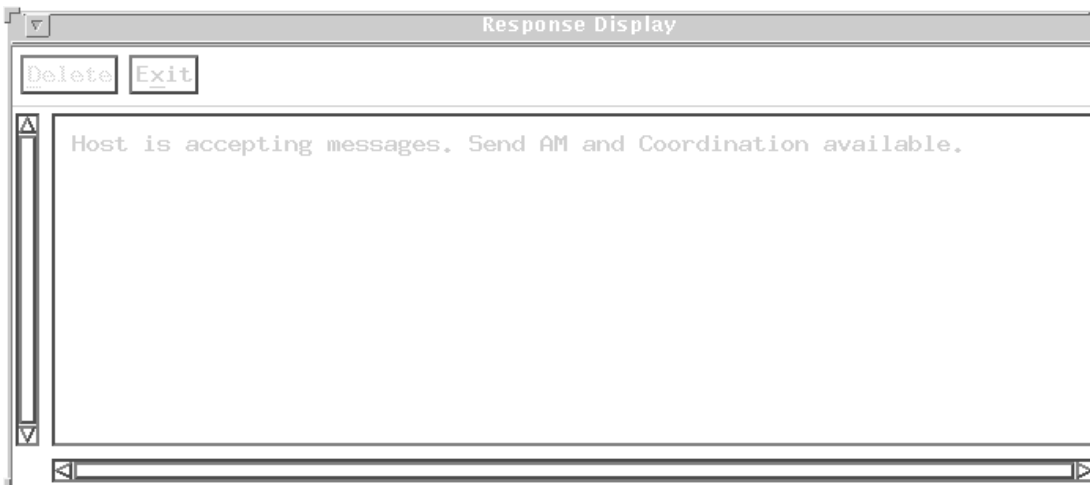 Response Display
Delete Exit
Host is accepting messages. Send AM and Coordination available.